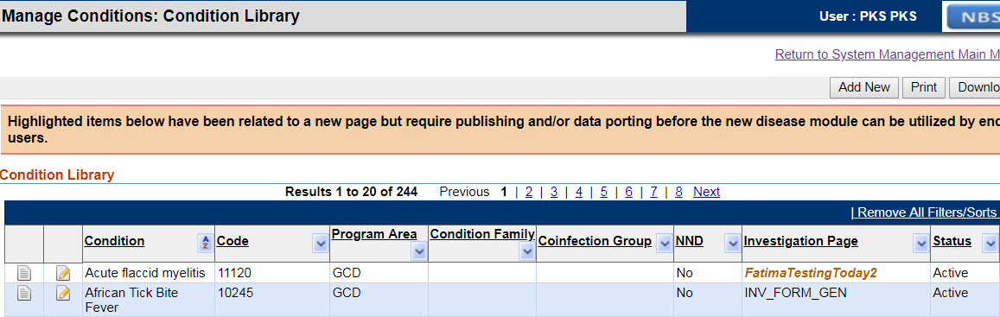 Manage Conditions: Condition Library
User : PKS PKS
NBS
Return to System Management Main M
Add New Print Downlo
Highlighted items below have been related to a new page but require publishing and/or data porting before the new disease module can be utilized by end
users.
Condition Library
Results 1 to 20 of 244 Previous 1 | 2 | 3 | 4 | 5 | 6 | 7 | 8 Next
| Remove All Filters/Sorts
Condition Code Program Area Condition Family Coinfection Group NND Investigation Page Status
Acute flaccid myelitis 11120 GCD No FatimaTestingToday2 Active
African Tick Bite 10245 GCD No INV_FORM_GEN Active
Fever